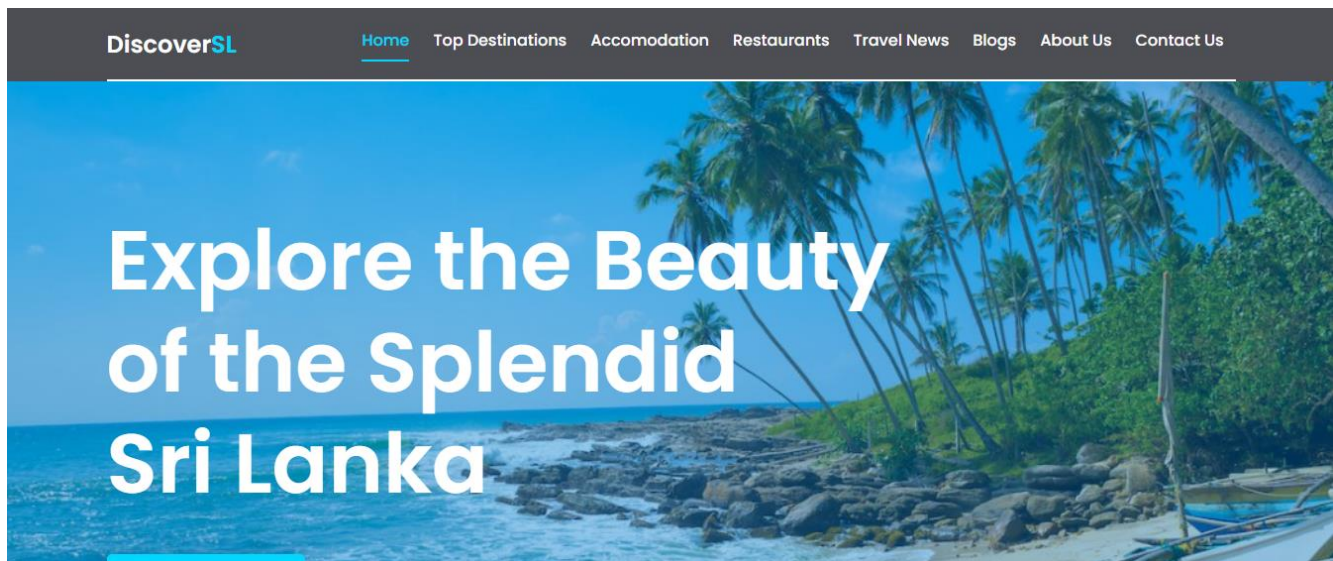 DiscoverSL
Home Top Destinations Accomodation Restaurants Travel News Blogs About Us Contact Us
Explore the Beauty
of the Splendid
Sri Lanka